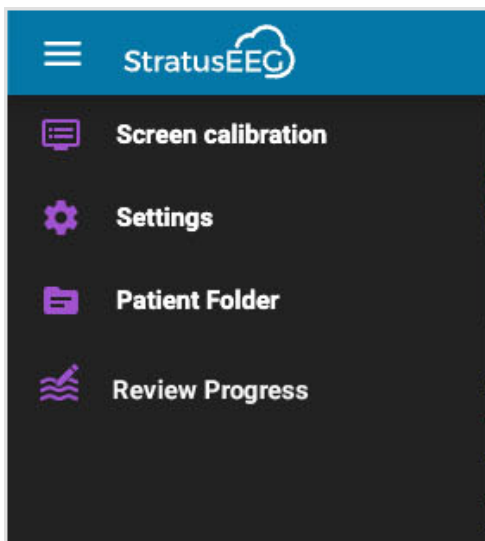 StratusEEG
Screen calibration
Settings
Patient Folder
Review Progress